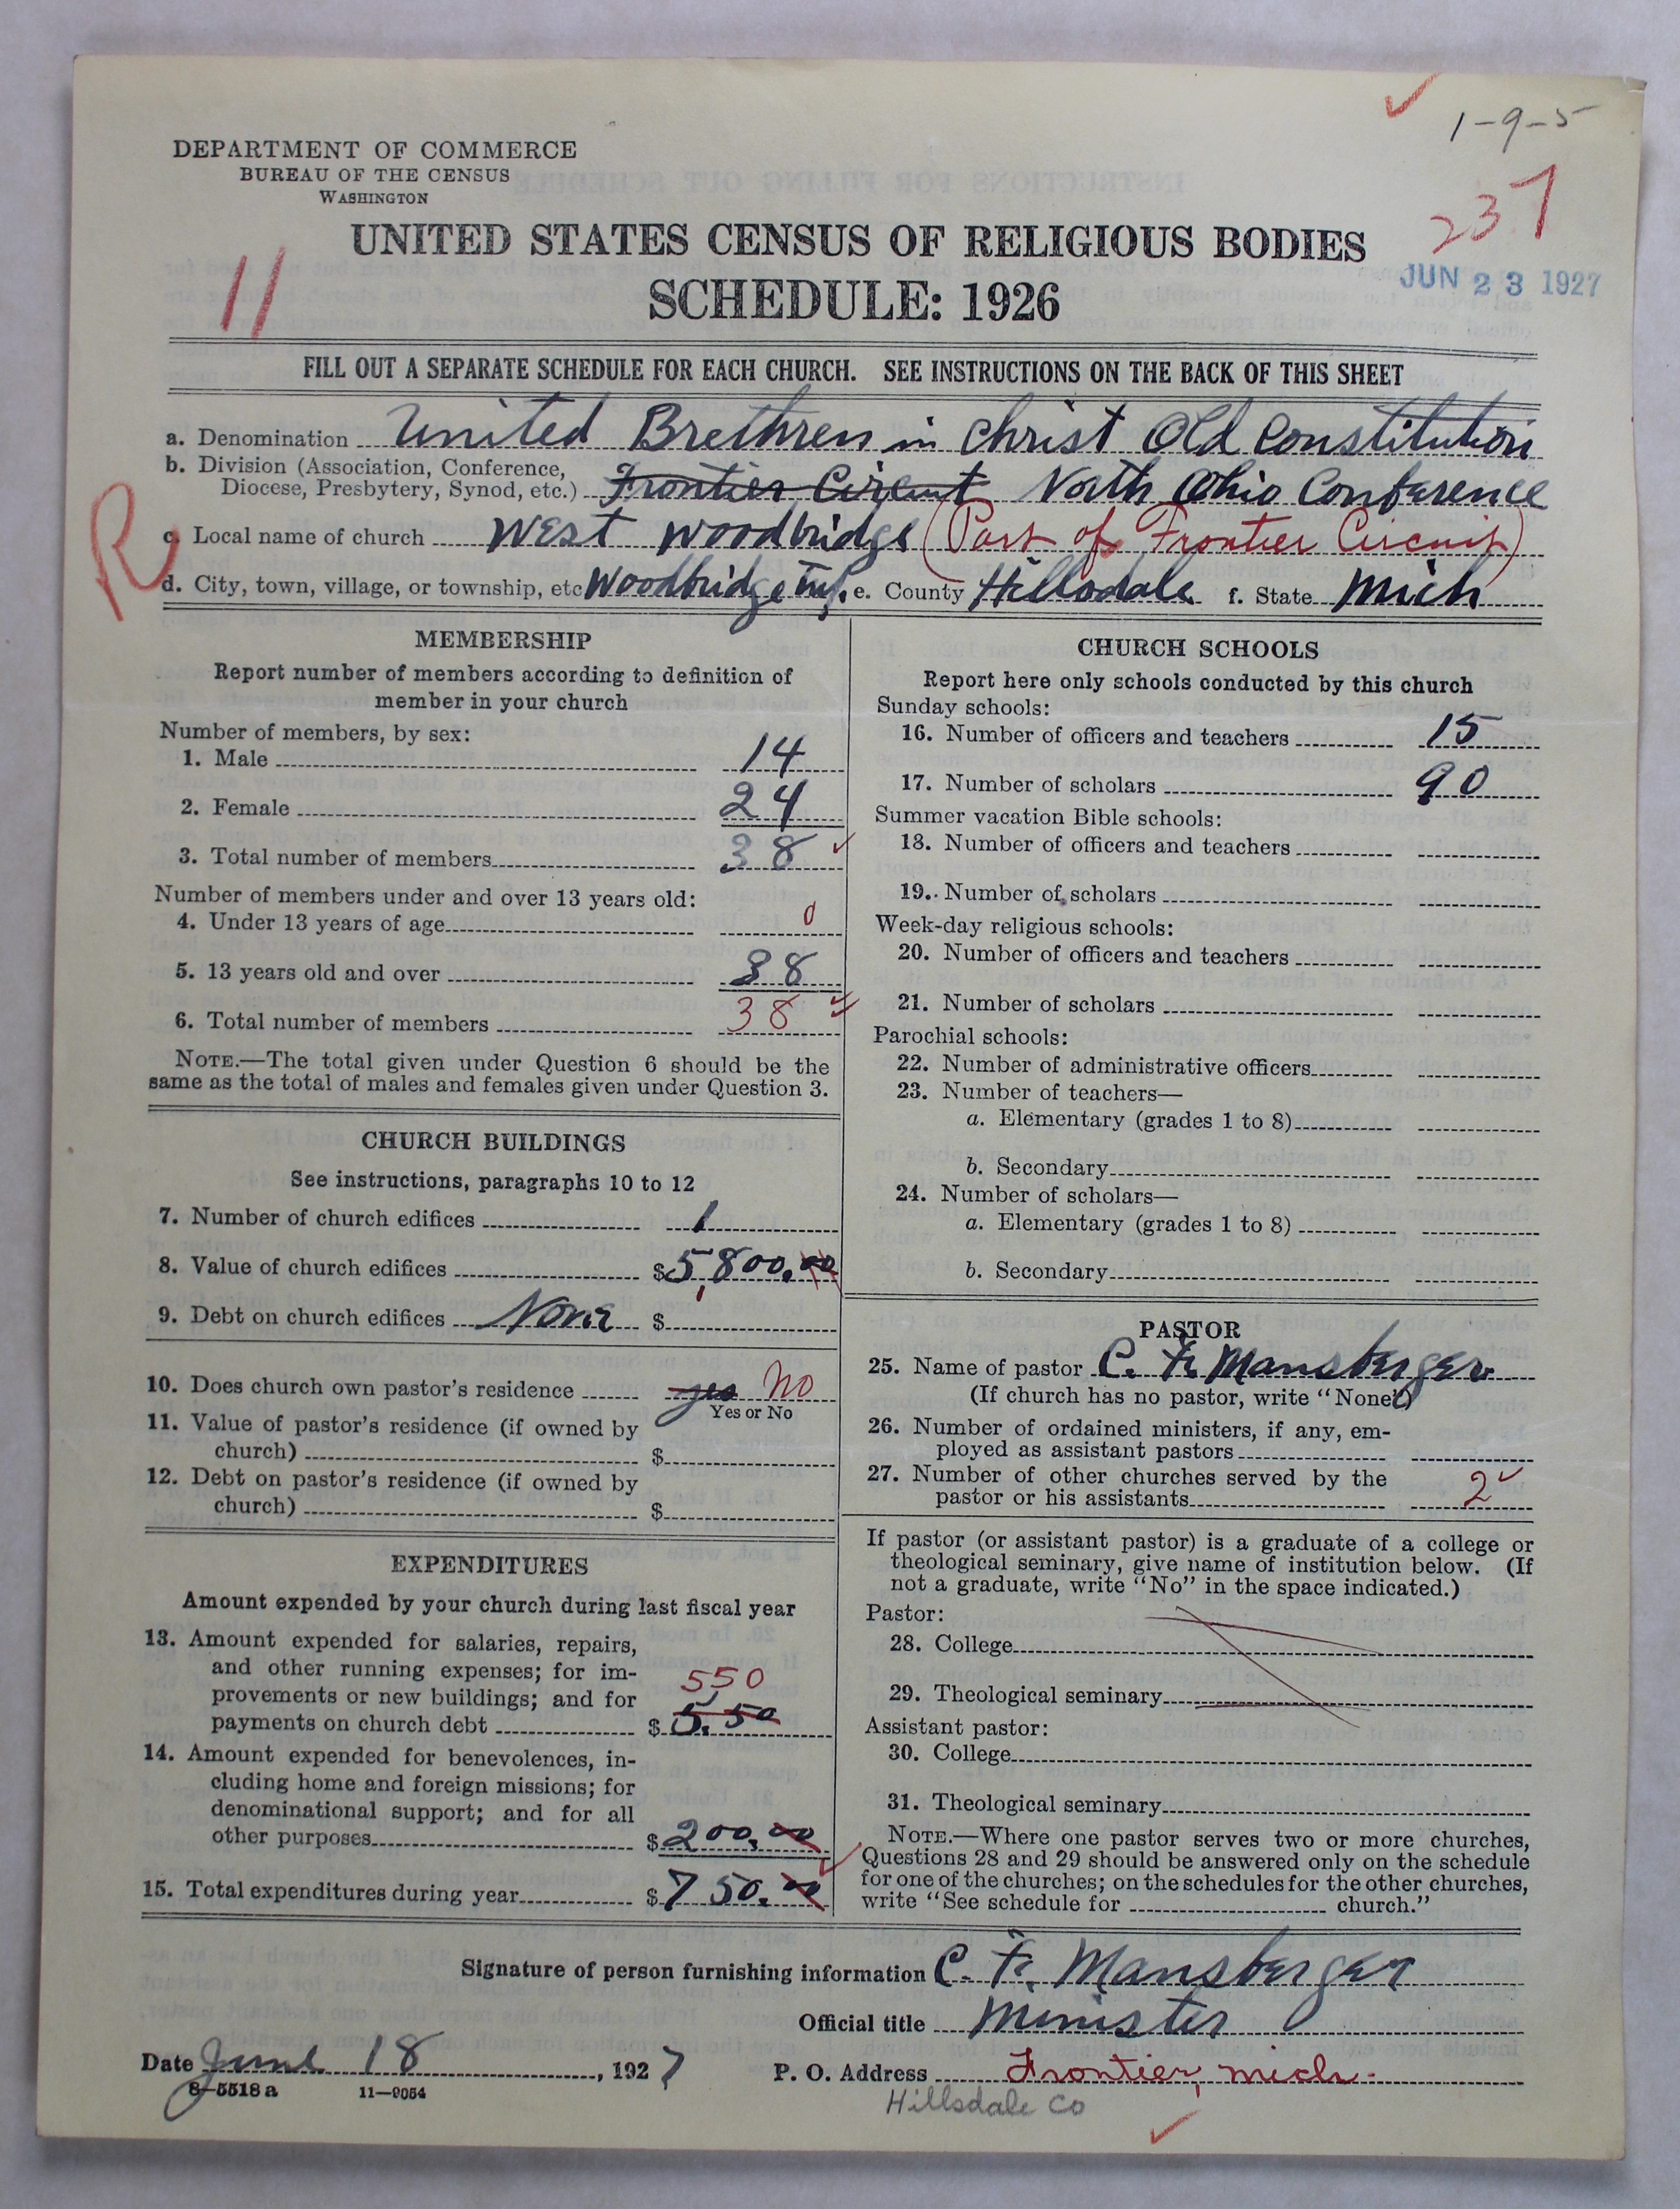 1-9-5
DEPARTMENT OF COMMERCE
BUREAU OF THE CENSUS
WASHINGTON
237
UNITED STATES CENSUS OF RELIGIOUS BODIES
11
JUN 23 1927
SCHEDULE: 1926
FILL OUT A SEPARATE SCHEDULE FOR EACH CHURCH. SEE INSTRUCTIONS ON THE BACK OF THIS SHEET
a. Denomination United Brethren in Christ Old Constitution
b. Division (Association, Conference,
Diocese, Presbytery, Synod, etc.) Frontier Circuit North Ohio Conference
R
c. Local name of church West Woodbridge (Part of Frontier Circuit)
d. City, town, village, or township, etc Woodbridge Twp. e. County Hillsdale f. State Mich
MEMBERSHIP
Report number of members according to definition of
member in your church
Number of members, by sex:
1. Male 14
2. Female 24
3. Total number of members 38
Number of members under and over 13 years old:
4. Under 13 years of age 0
5. 13 years old and over 38
6. Total number of members 38
NOTE.—The total given under Question 6 should be the
same as the total of males and females given under Question 3.
CHURCH BUILDINGS
See instructions, paragraphs 10 to 12
7. Number of church edifices 1
8. Value of church edifices $5,800.00
9. Debt on church edifices None $
10. Does church own pastor's residence yes No
Yes or No
11. Value of pastor's residence (if owned by
church) $
12. Debt on pastor's residence (if owned by
church) $
EXPENDITURES
Amount expended by your church during last fiscal year
13. Amount expended for salaries, repairs,
and other running expenses; for im-
provements or new buildings; and for 550
payments on church debt $5.50
14. Amount expended for benevolences, in-
cluding home and foreign missions; for
denominational support; and for all
other purposes $200.00
15. Total expenditures during year $750.00
CHURCH SCHOOLS
Report here only schools conducted by this church
Sunday schools:
16. Number of officers and teachers 15
17. Number of scholars 90
Summer vacation Bible schools:
18. Number of officers and teachers
19. Number of scholars
Week-day religious schools:
20. Number of officers and teachers
21. Number of scholars
Parochial schools:
22. Number of administrative officers
23. Number of teachers—
a. Elementary (grades 1 to 8)
b. Secondary
24. Number of scholars—
a. Elementary (grades 1 to 8)
b. Secondary
PASTOR
25. Name of pastor C. F. Mansberger
(If church has no pastor, write "None")
26. Number of ordained ministers, if any, em-
ployed as assistant pastors
27. Number of other churches served by the
pastor or his assistants 2
If pastor (or assistant pastor) is a graduate of a college or
theological seminary, give name of institution below. (If
not a graduate, write "No" in the space indicated.)
Pastor:
28. College
29. Theological seminary
Assistant pastor:
30. College
31. Theological seminary
NOTE.—Where one pastor serves two or more churches,
Questions 28 and 29 should be answered only on the schedule
for one of the churches; on the schedules for the other churches,
write "See schedule for church."
Signature of person furnishing information C. F. Mansberger
Official title Minister
Date June 18, 1927
P. O. Address Frontier, Mich.
8-5518 a 11-9054
Hillsdale Co